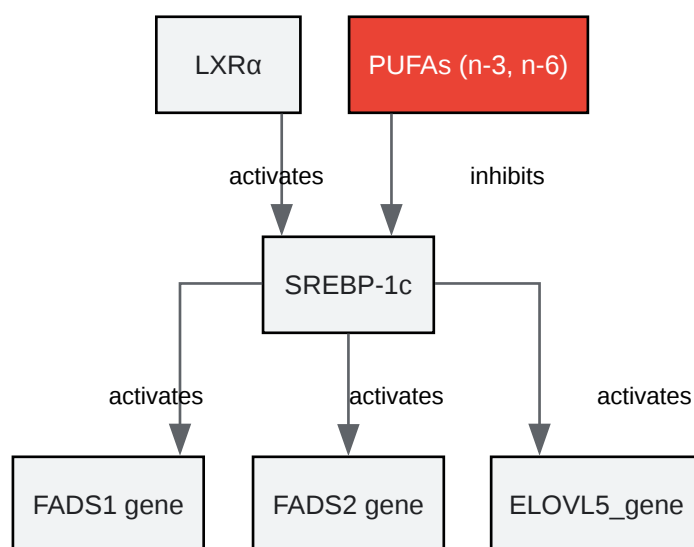 LXRα
PUFAs (n-3, n-6)
activates
inhibits
SREBP-1c
activates
activates
activates
FADS1 gene
FADS2 gene
ELOVL5_gene